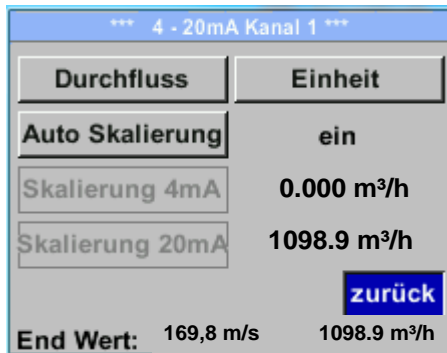 *** 4 - 20mA Kanal 1 ***
Durchfluss Einheit
Auto Skalierung ein
Skalierung 4mA 0.000 m³/h
Skalierung 20mA 1098.9 m³/h
zurück
End Wert: 169,8 m/s 1098.9 m³/h